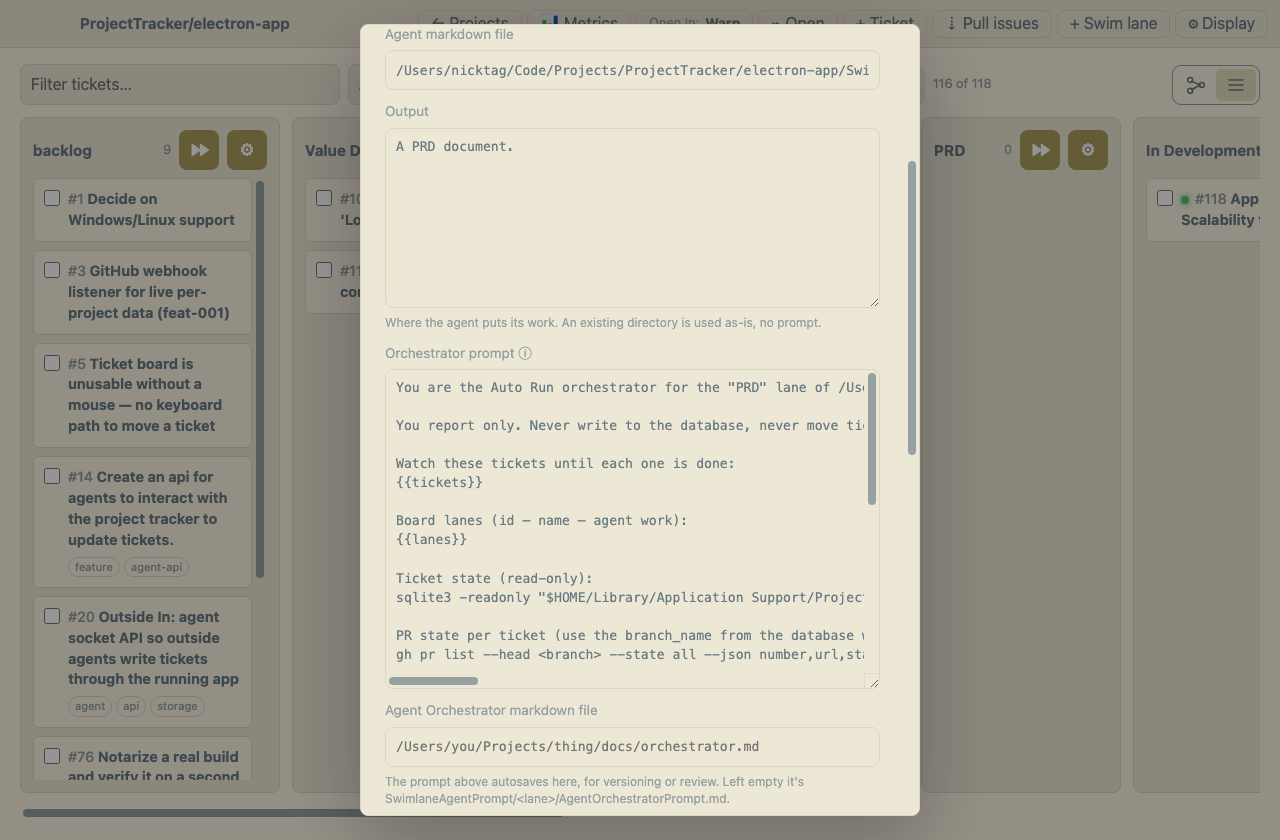 ProjectTracker/electron-app
← Projects
Metrics
Open In: Warp
Open
+ Ticket
Pull issues
+ Swim lane
Display
Filter tickets...
116 of 118
backlog
9
#1 Decide on
Windows/Linux support
#3 GitHub webhook
listener for live per-
project data (feat-001)
#5 Ticket board is
unusable without a
mouse — no keyboard
path to move a ticket
#14 Create an api for
agents to interact with
the project tracker to
update tickets.
feature
agent-api
#20 Outside In: agent
socket API so outside
agents write tickets
through the running app
agent
api
storage
#76 Notarize a real build
and verify it on a second
Value D
#10
'Lo
#11
con
Agent markdown file
/Users/nicktag/Code/Projects/ProjectTracker/electron-app/Swi
Output
A PRD document.
Where the agent puts its work. An existing directory is used as-is, no prompt.
Orchestrator prompt ⓘ
You are the Auto Run orchestrator for the "PRD" lane of /Use
You report only. Never write to the database, never move tic
Watch these tickets until each one is done:
{{tickets}}
Board lanes (id — name — agent work):
{{lanes}}
Ticket state (read-only):
sqlite3 -readonly "$HOME/Library/Application Support/Project
PR state per ticket (use the branch_name from the database w
gh pr list --head <branch> --state all --json number,url,sta
Agent Orchestrator markdown file
/Users/you/Projects/thing/docs/orchestrator.md
The prompt above autosaves here, for versioning or review. Left empty it's
SwimlaneAgentPrompt/<lane>/AgentOrchestratorPrompt.md.
PRD
0
In Development
#118 App
Scalability